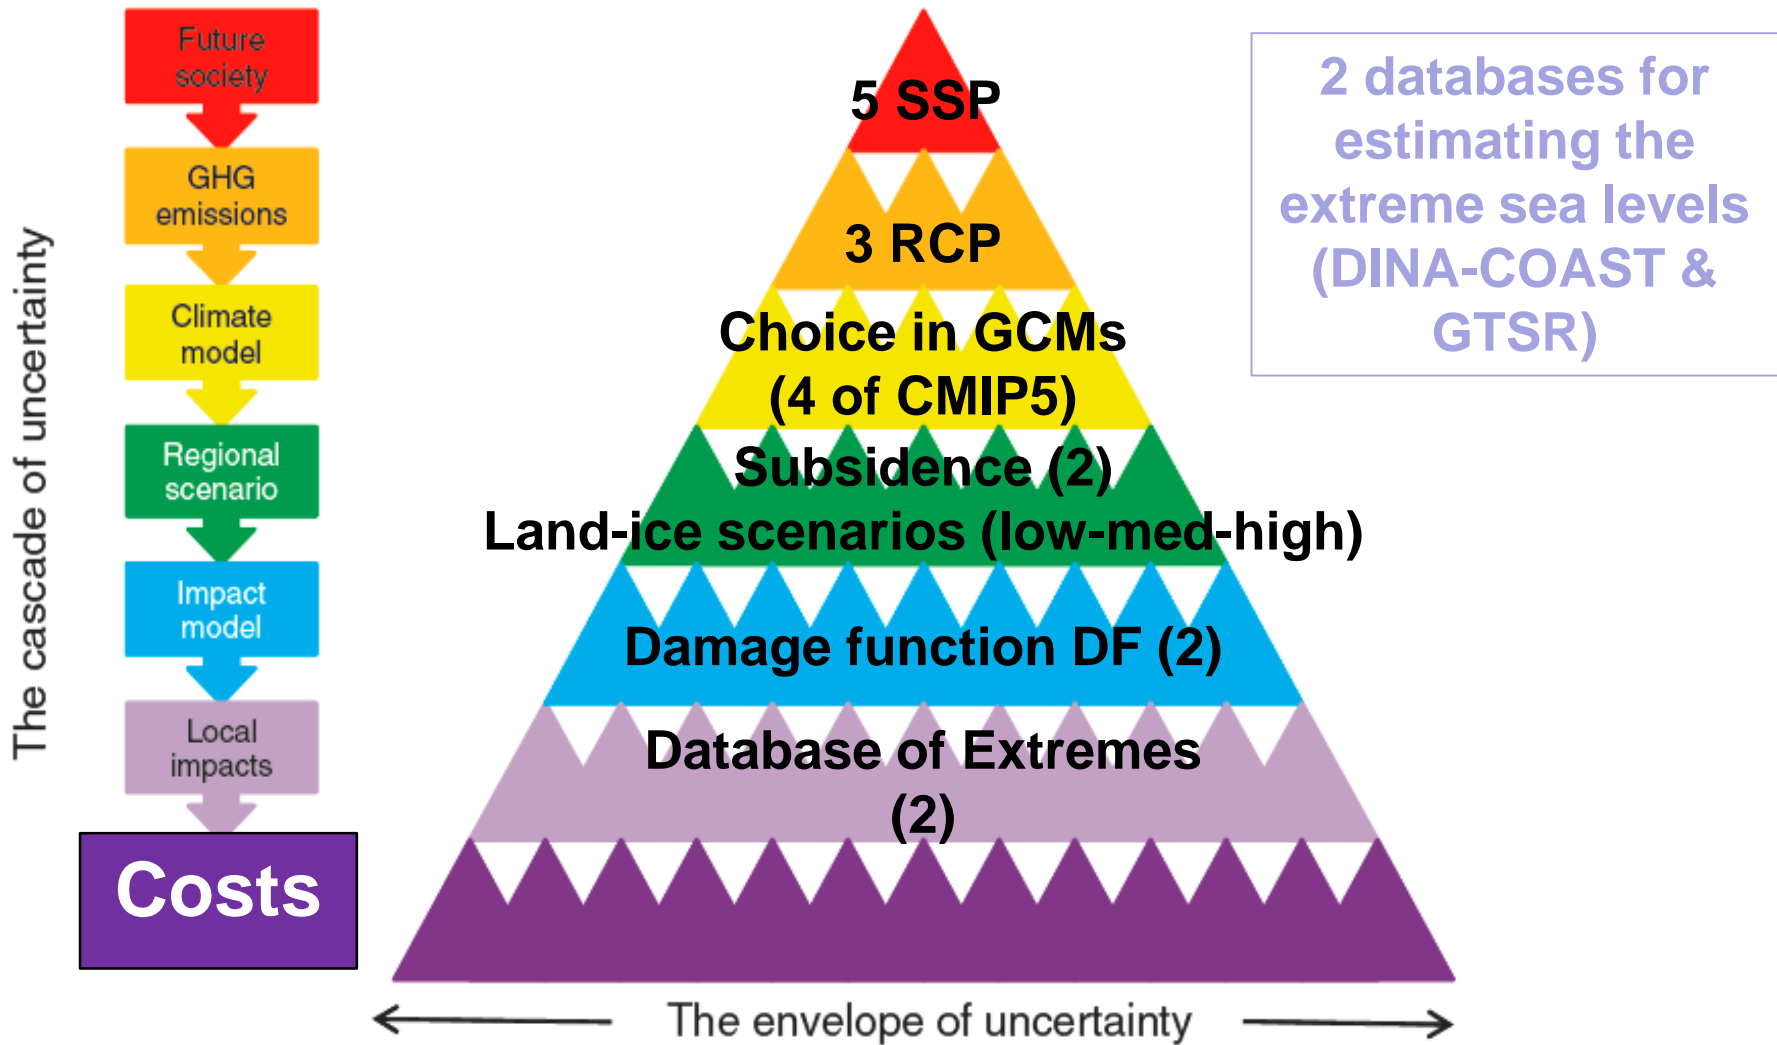 The cascade of uncertainty
Future
society
GHG
emissions
Climate
model
Regional
scenario
Impact
model
Local
impacts
Costs
5 SSP
3 RCP
Choice in GCMs
(4 of CMIP5)
Subsidence (2)
Land-ice scenarios (low-med-high)
Damage function DF (2)
Database of Extremes
(2)
The envelope of uncertainty
2 databases for
estimating the
extreme sea levels
(DINA-COAST &
GTSR)